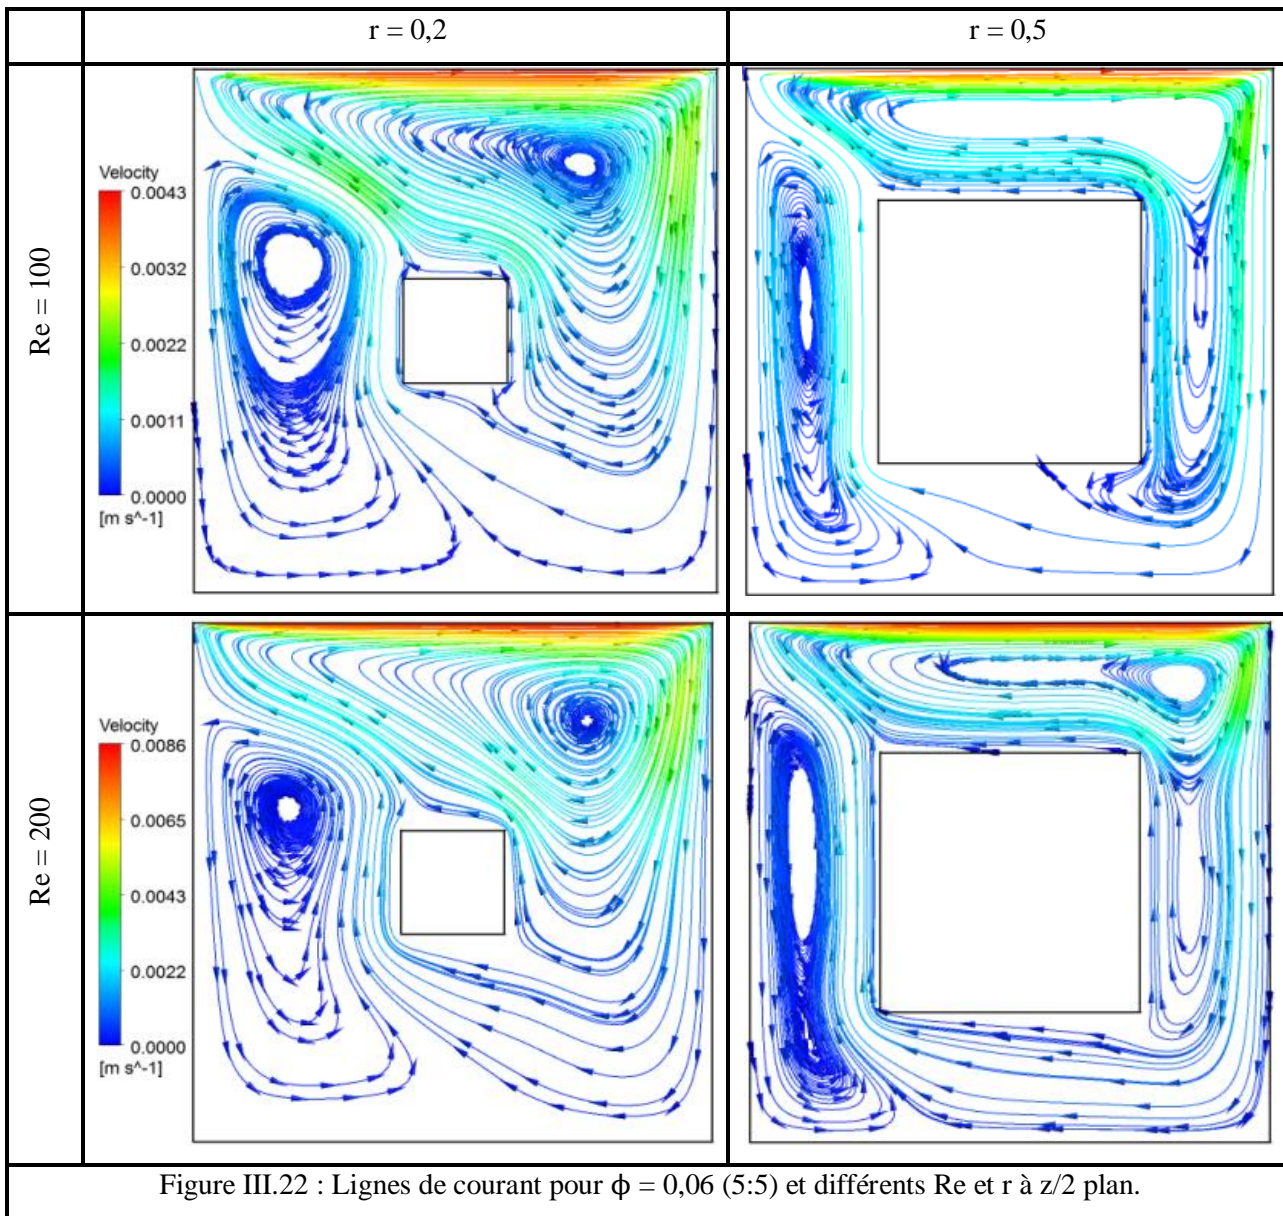 r = 0,2
r = 0,5
Re = 100
Velocity
0.0043
0.0032
0.0022
0.0011
0.0000
[m s^-1]
Re = 200
Velocity
0.0086
0.0065
0.0043
0.0022
0.0000
[m s^-1]
Figure III.22 : Lignes de courant pour ϕ = 0,06 (5:5) et différents Re et r à z/2 plan.